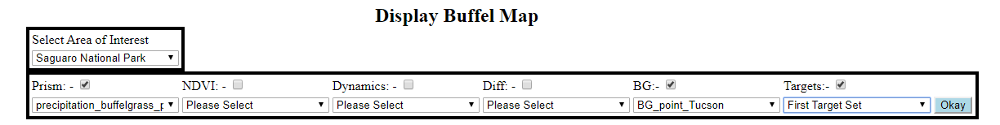 Display Buffel Map
Select Area of Interest
Saguaro National Park
Prism: - NDVI: - Dynamics: - Diff: - BG:- Targets:-
precipitation_buffelgrass_p Please Select Please Select Please Select BG_point_Tucson First Target Set Okay